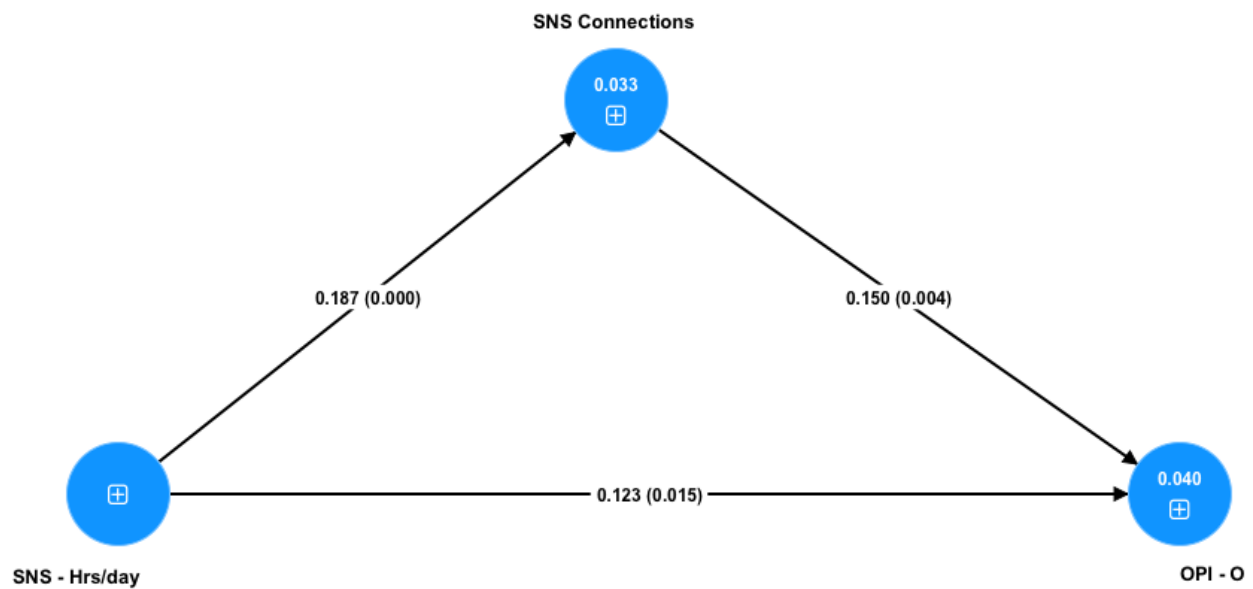 SNS Connections
0.033
0.187 (0.000)
0.150 (0.004)
0.123 (0.015)
0.040
SNS - Hrs/day
OPI - O